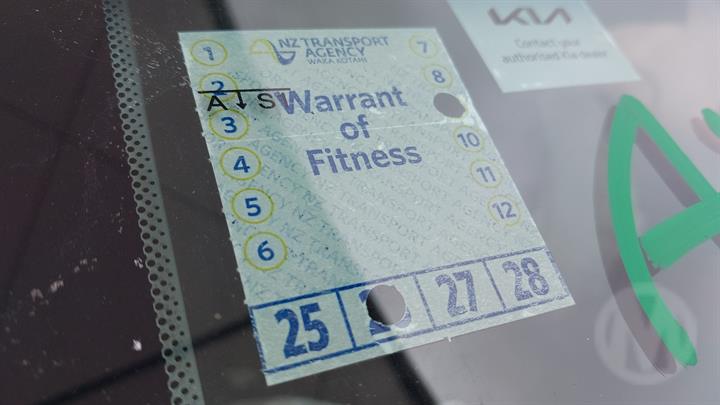 KIA
Contact your
authorised Kia dealer
NZ TRANSPORT
AGENCY
WAKA KOTAHI
1
2
A↓S
3
4
5
6
7
8
10
11
12
Warrant
of
Fitness
25 27 28
A